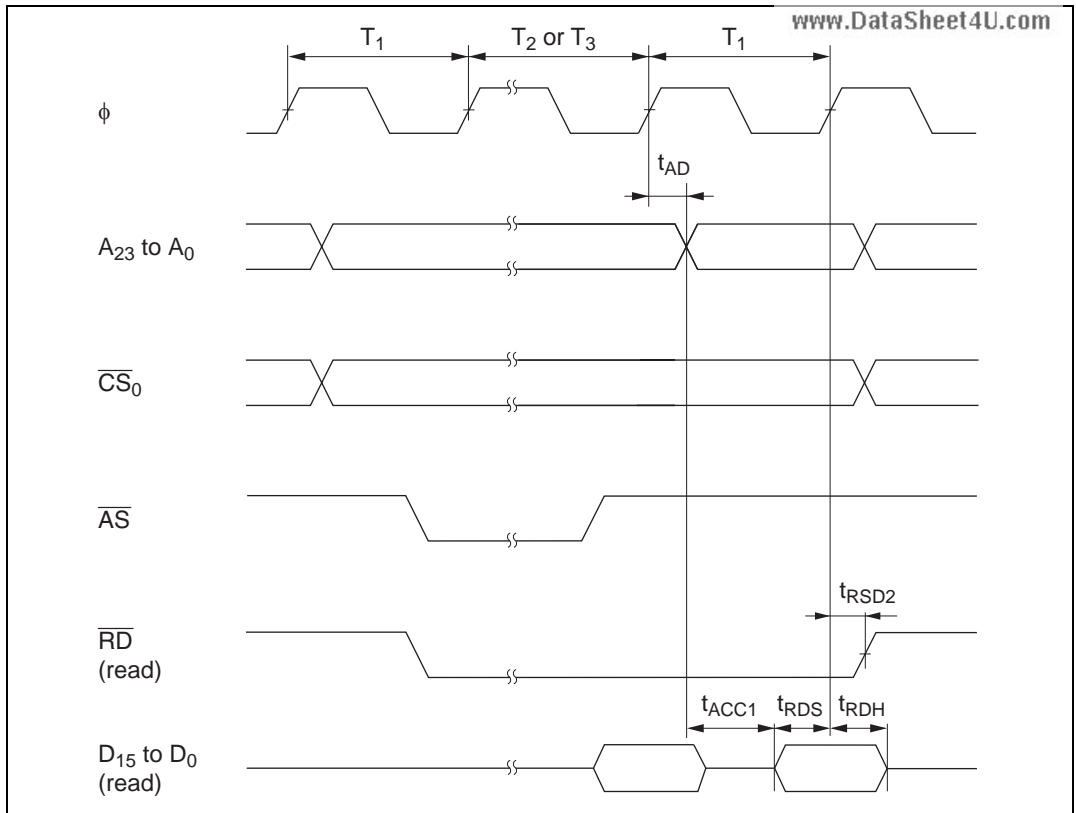 www.DataSheet4U.com
T1 T2 or T3 T1
ϕ
tAD
A23 to A0
CS0
AS
tRSD2
RD
(read)
tACC1 tRDS tRDH
D15 to D0
(read)